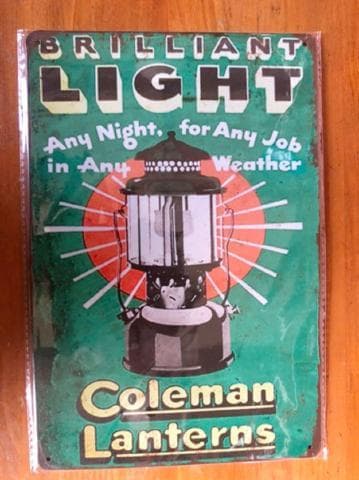 BRILLIANT
LIGHT
Any Night, for Any Job
in Any Weather
Coleman
Lanterns